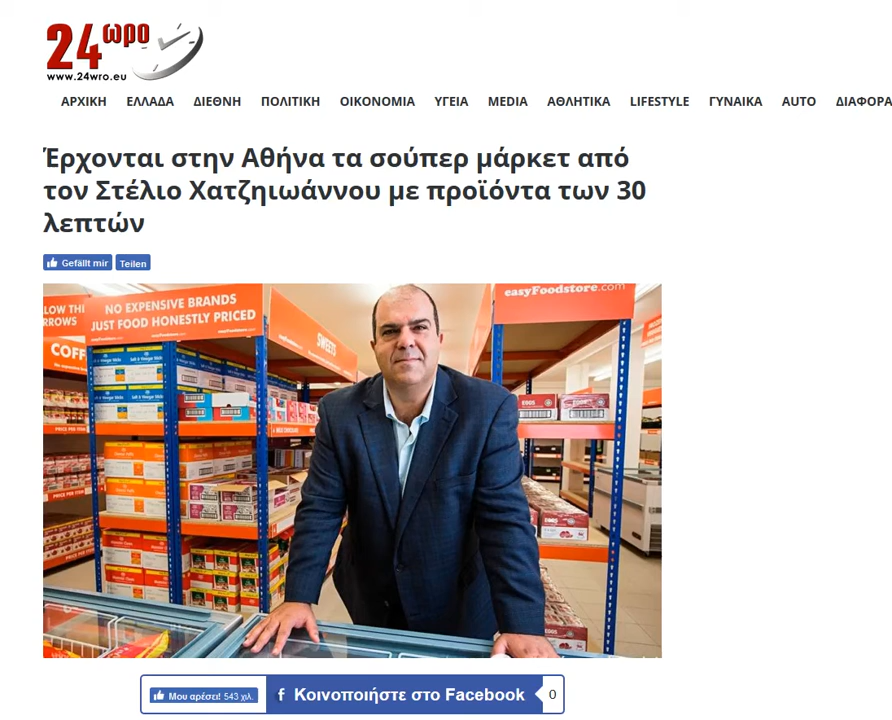 24ωρο
www.24wro.eu
ΑΡΧΙΚΗ ΕΛΛΑΔΑ ΔΙΕΘΝΗ ΠΟΛΙΤΙΚΗ ΟΙΚΟΝΟΜΙΑ ΥΓΕΙΑ MEDIA ΑΘΛΗΤΙΚΑ LIFESTYLE ΓΥΝΑΙΚΑ AUTO ΔΙΑΦΟΡΑ
Έρχονται στην Αθήνα τα σούπερ μάρκετ από
τον Στέλιο Χατζηιωάννου με προϊόντα των 30
λεπτών
Gefällt mir Teilen
easyFoodstore.com
NO EXPENSIVE BRANDS
JUST FOOD HONESTLY PRICED
SWEETS
EGGS
Μου αρέσει! 543 χιλ. Κοινοποιήστε στο Facebook 0